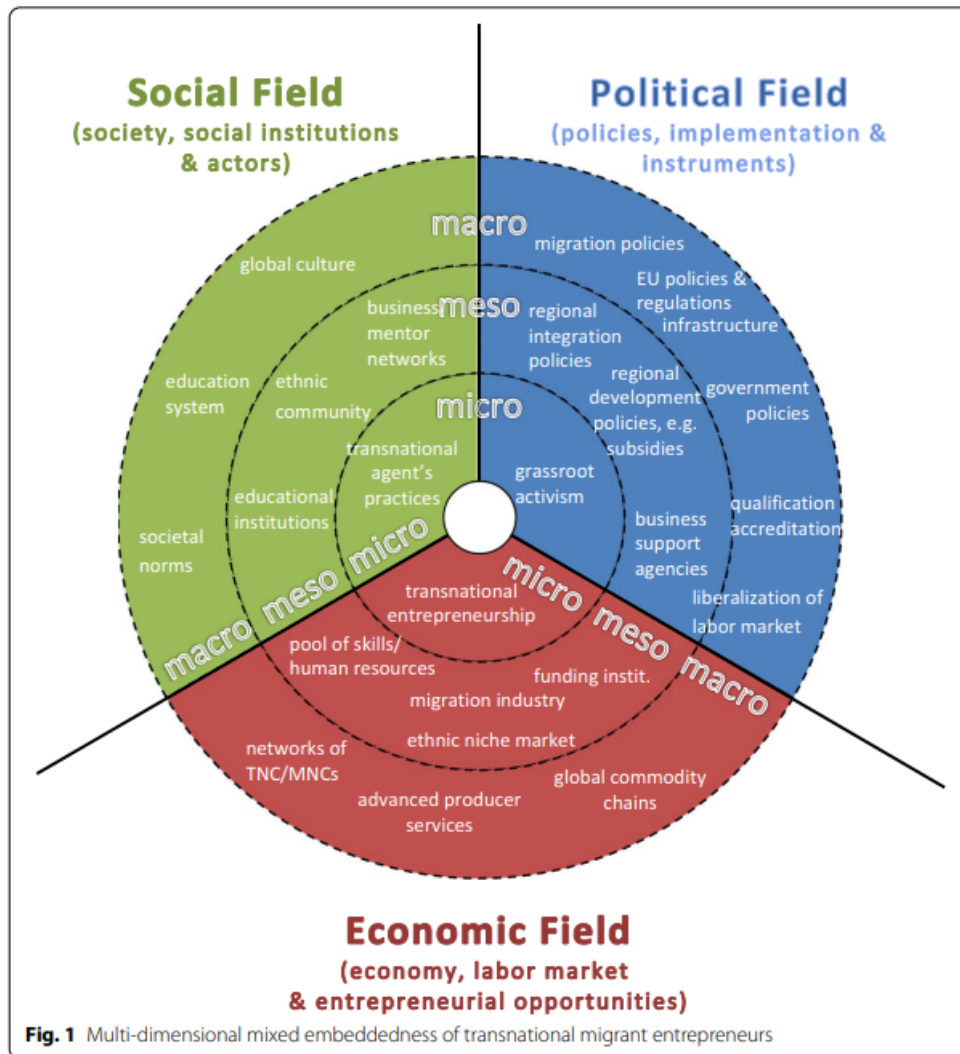 Social Field
(society, social institutions
& actors)
Political Field
(policies, implementation &
instruments)
macro
meso
micro
global culture
business
mentor
networks
education
system
ethnic
community
transnational
agent's
practices
educational
institutions
societal
norms
micro
meso
macro
migration policies
EU policies &
regulations
infrastructure
regional
integration
policies
regional
development
policies, e.g.
subsidies
government
policies
grassroot
activism
qualification
accreditation
business
support
agencies
liberalization of
labor market
micro
meso
macro
transnational
entrepreneurship
pool of skills/
human resources
funding instit.
migration industry
ethnic niche market
networks of
TNC/MNCs
global commodity
chains
advanced producer
services
Economic Field
(economy, labor market
& entrepreneurial opportunities)
Fig. 1 Multi-dimensional mixed embeddedness of transnational migrant entrepreneurs